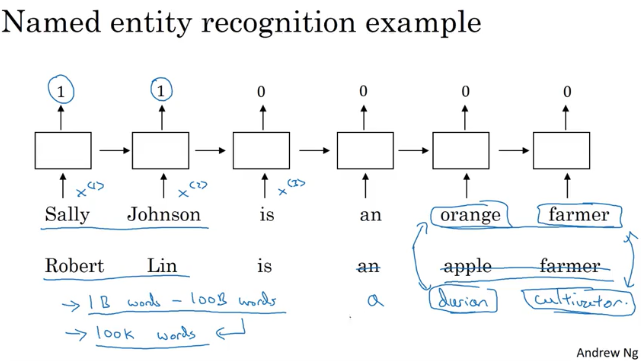 Named entity recognition example
1 1 0 0 0 0
x<1> x<2> x<3>
Sally Johnson is an orange farmer
Robert Lin is an apple farmer
→ 1B words - 100B words a durian cultivator.
→ 100K words
Andrew Ng